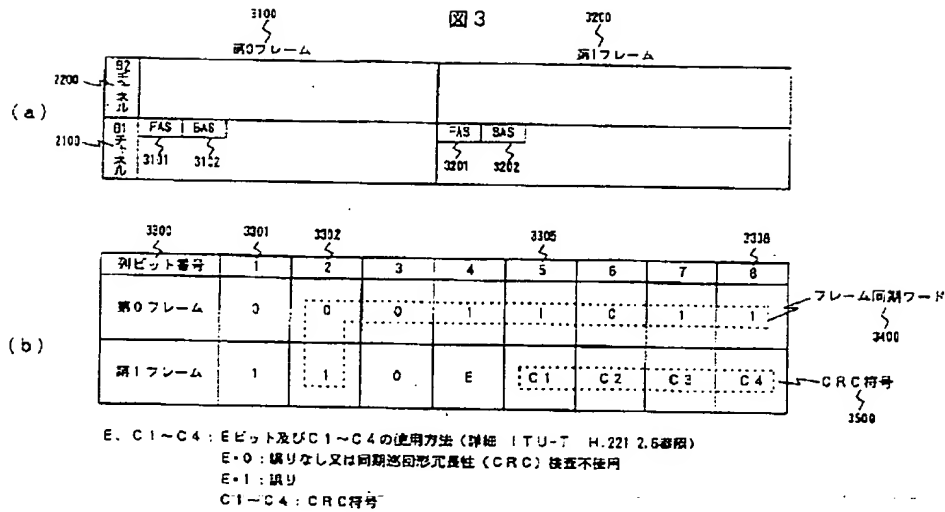 図3
3100
3200
第0フレーム
第1フレーム
(a)
2200
B2チャネル
2100
B1チャネル
FAS
BAS
FAS
BAS
3101
3102
3201
3202
3300
3301
3302
3305
3308
列ビット番号 1 2 3 4 5 6 7 8
(b)
第0フレーム 0 0 0 1 1 0 1 1
フレーム同期ワード
3400
第1フレーム 1 1 0 E C1 C2 C3 C4
CRC符号
3500
E、C1~C4:Eビット及びC1~C4の使用方法(詳細 ITU-T H.221 2.6参照)
E=0:誤りなし又は同期巡回形冗長性(CRC)検査不使用
E=1:誤り
C1~C4:CRC符号